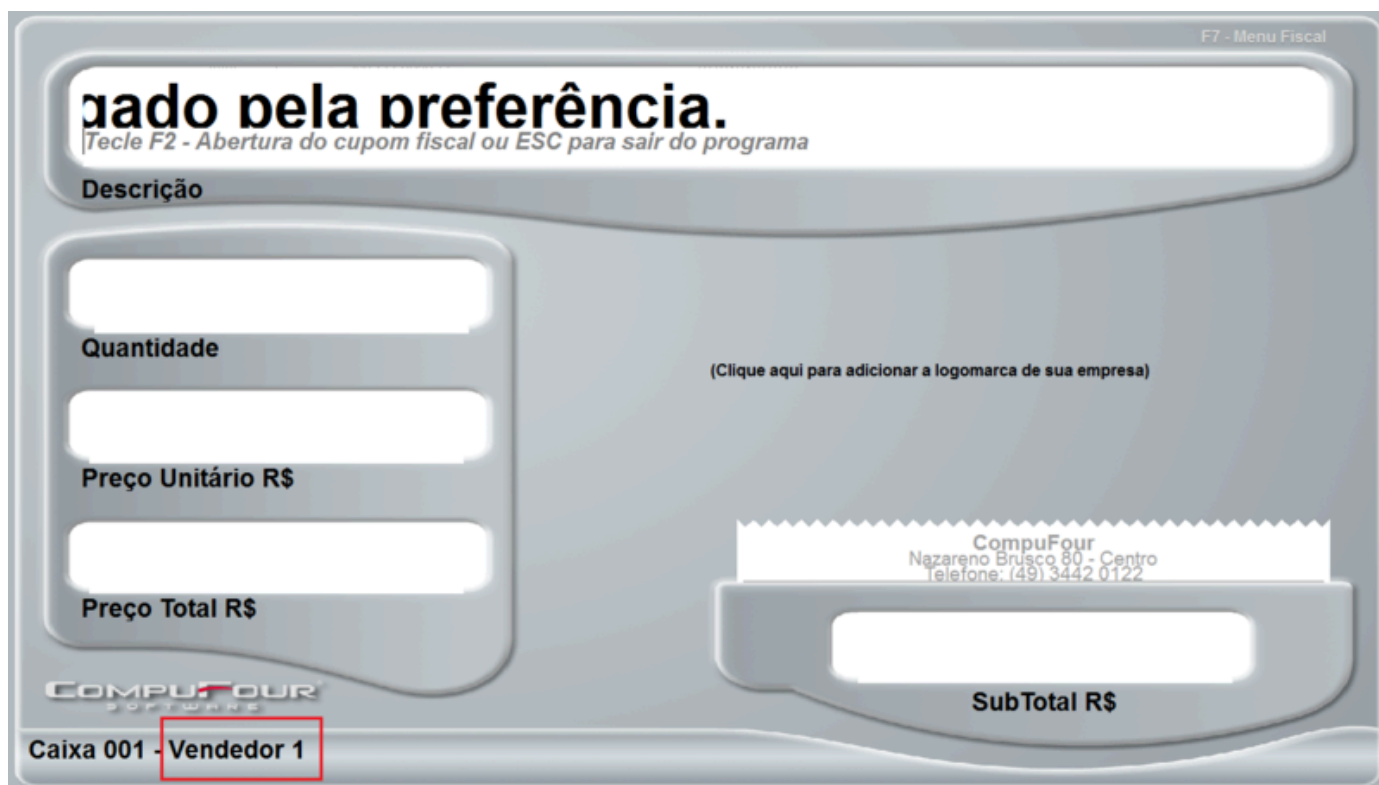 F7 - Menu Fiscal
gado pela preferência.
Tecle F2 - Abertura do cupom fiscal ou ESC para sair do programa
Descrição
Quantidade
(Clique aqui para adicionar a logomarca de sua empresa)
Preço Unitário R$
CompuFour
Nazareno Brusco 80 - Centro
Telefone: (49) 3442 0122
Preço Total R$
COMPUFOUR
SOFTWARE
SubTotal R$
Caixa 001 - Vendedor 1